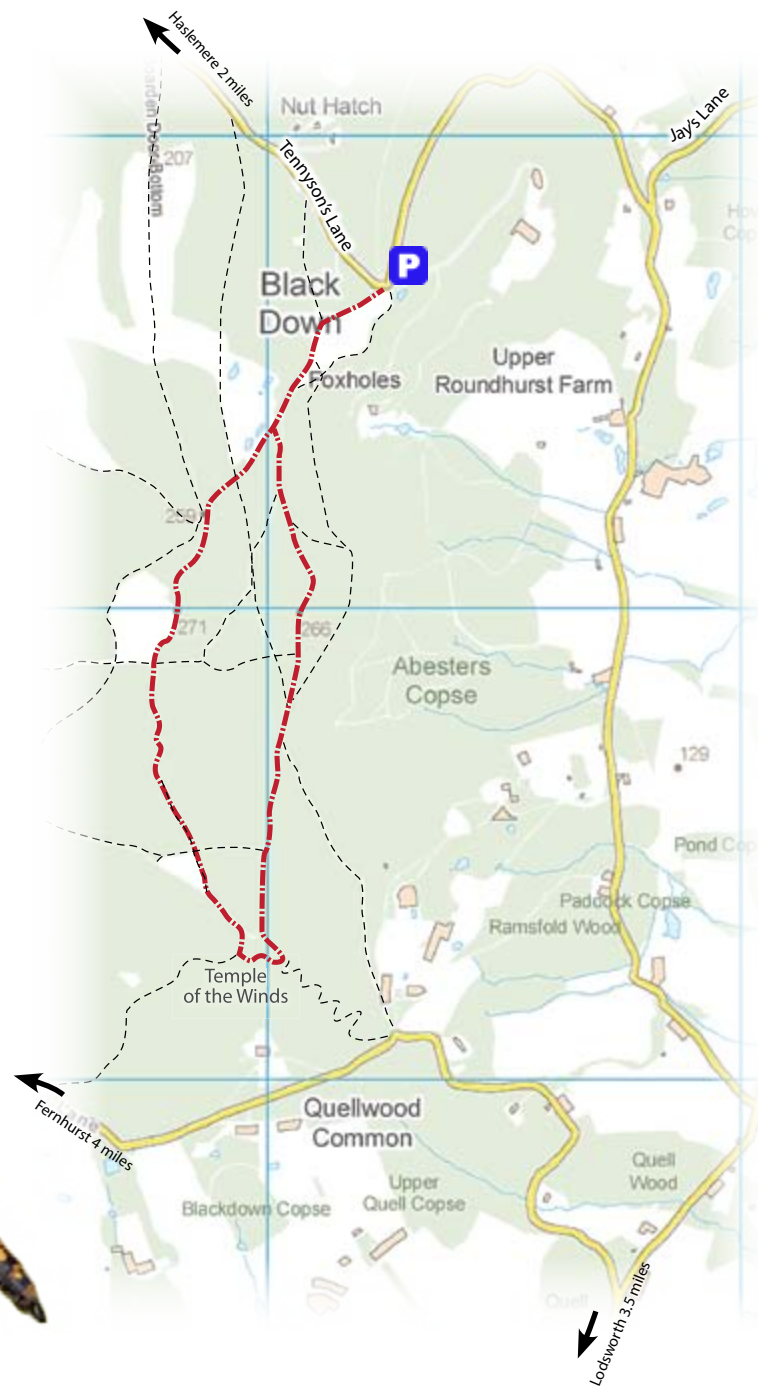 Haslemere 2 miles
Nut Hatch
Jay's Lane
207
Tennyson's Lane
P
Black
Down
Upper
Roundhurst Farm
Foxholes
271
266
Abesters
Copse
129
Pond Cop
Paddock Copse
Ramsfold Wood
Temple
of the Winds
Fernhurst 4 miles
Quellwood
Common
Quell
Wood
Upper
Quell Copse
Blackdown Copse
Quell
Lodsworth 3.5 miles